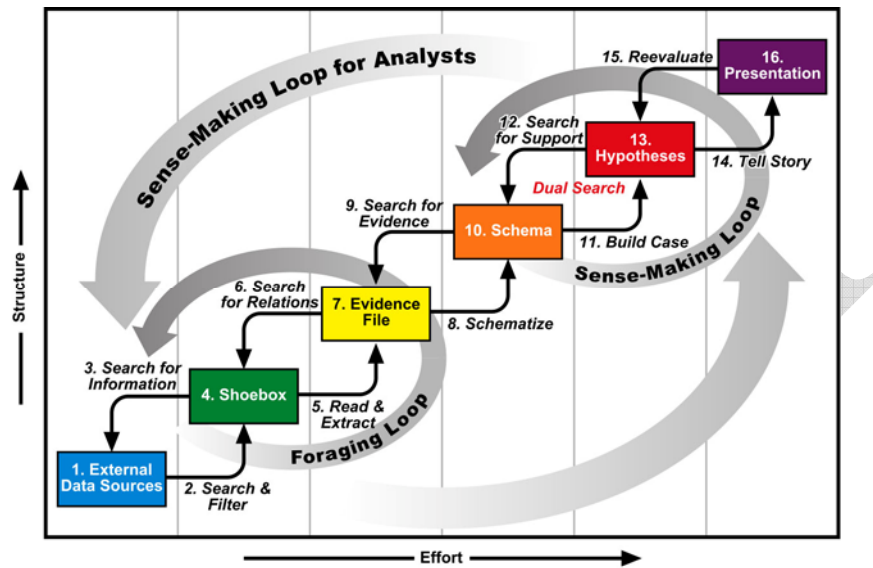 Sense-Making Loop for Analysts
15. Reevaluate
16.
Presentation
12. Search
for Support
13.
Hypotheses
14. Tell Story
Dual Search
9. Search for
Evidence
10. Schema
11. Build Case
Sense-Making Loop
6. Search
for Relations
7. Evidence
File
8. Schematize
3. Search for
Information
4. Shoebox
5. Read &
Extract
Foraging Loop
1. External
Data Sources
2. Search &
Filter
Structure
Effort